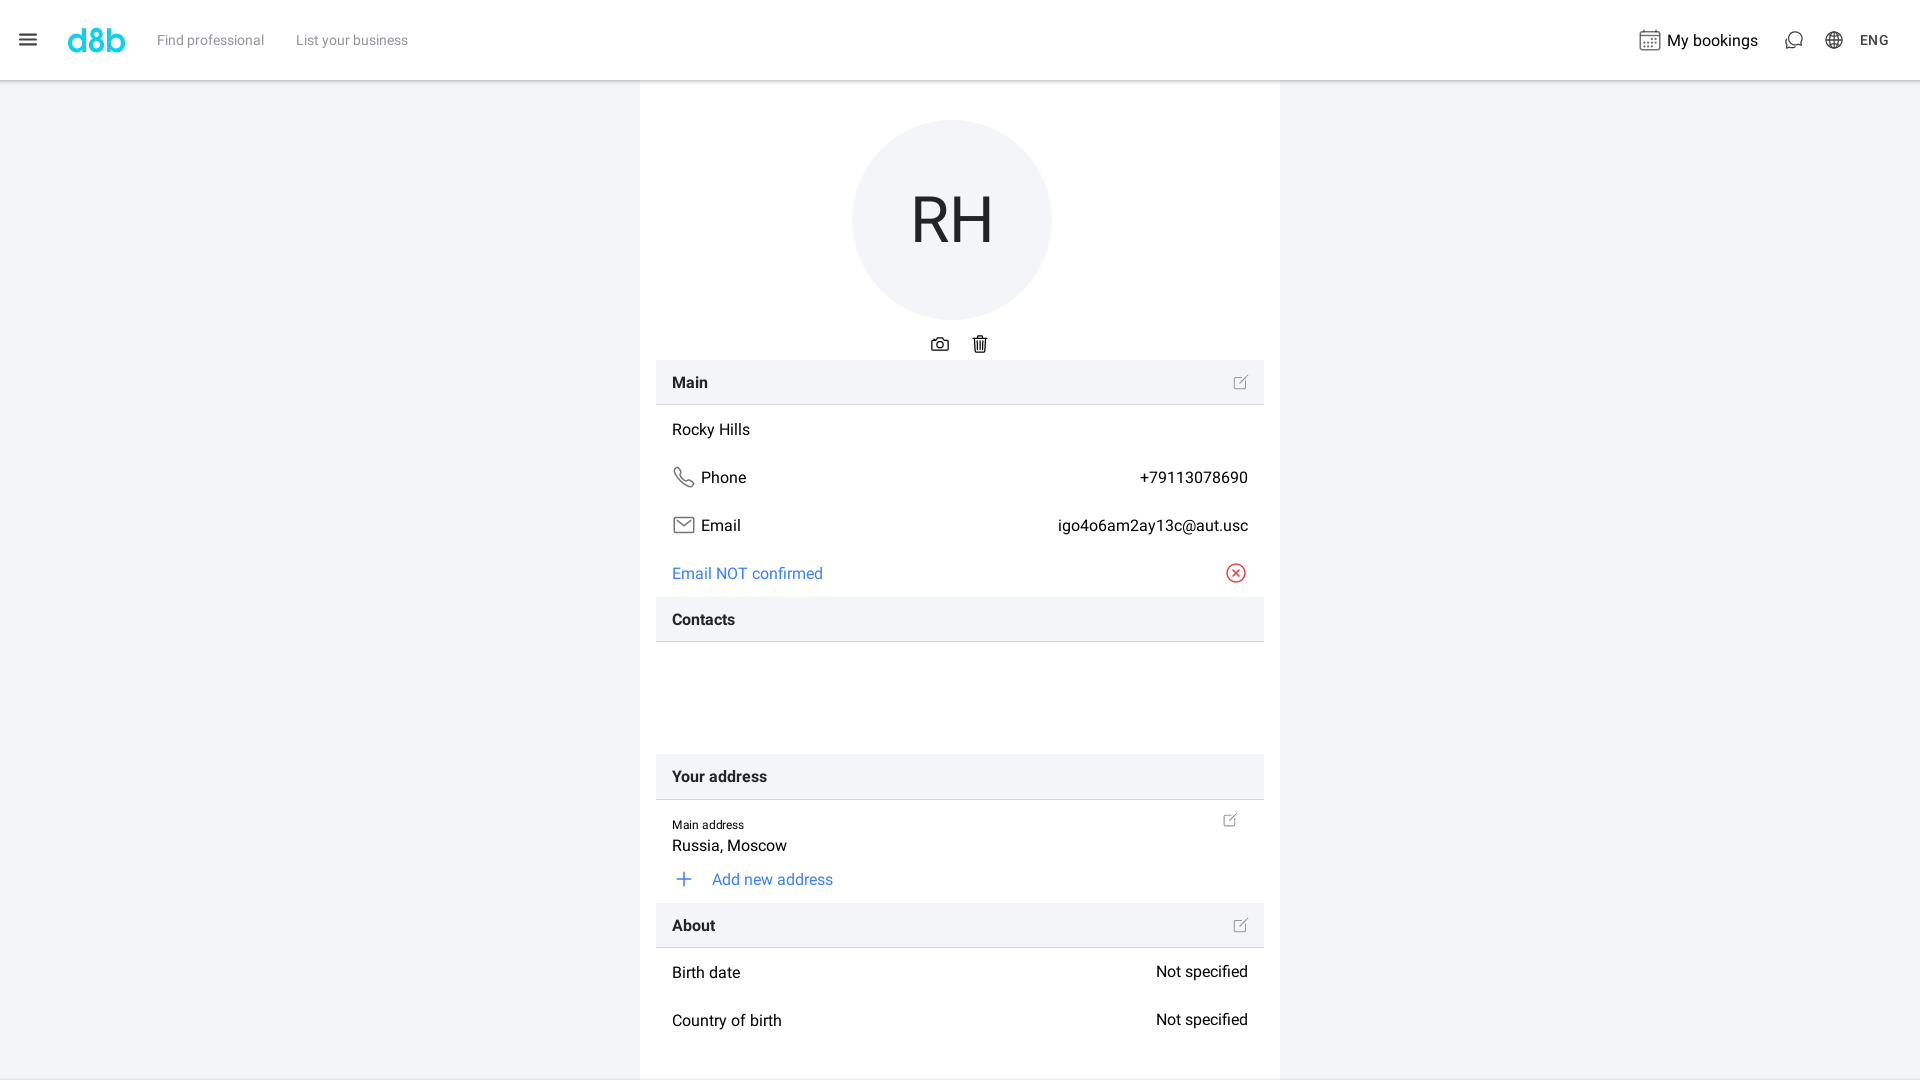 d8b
Find professional
List your business
My bookings
ENG
RH
Main
Rocky Hills
Phone
+79113078690
Email
igo4o6am2ay13c@aut.usc
Email NOT confirmed
Contacts
Your address
Main address
Russia, Moscow
Add new address
About
Birth date
Not specified
Country of birth
Not specified